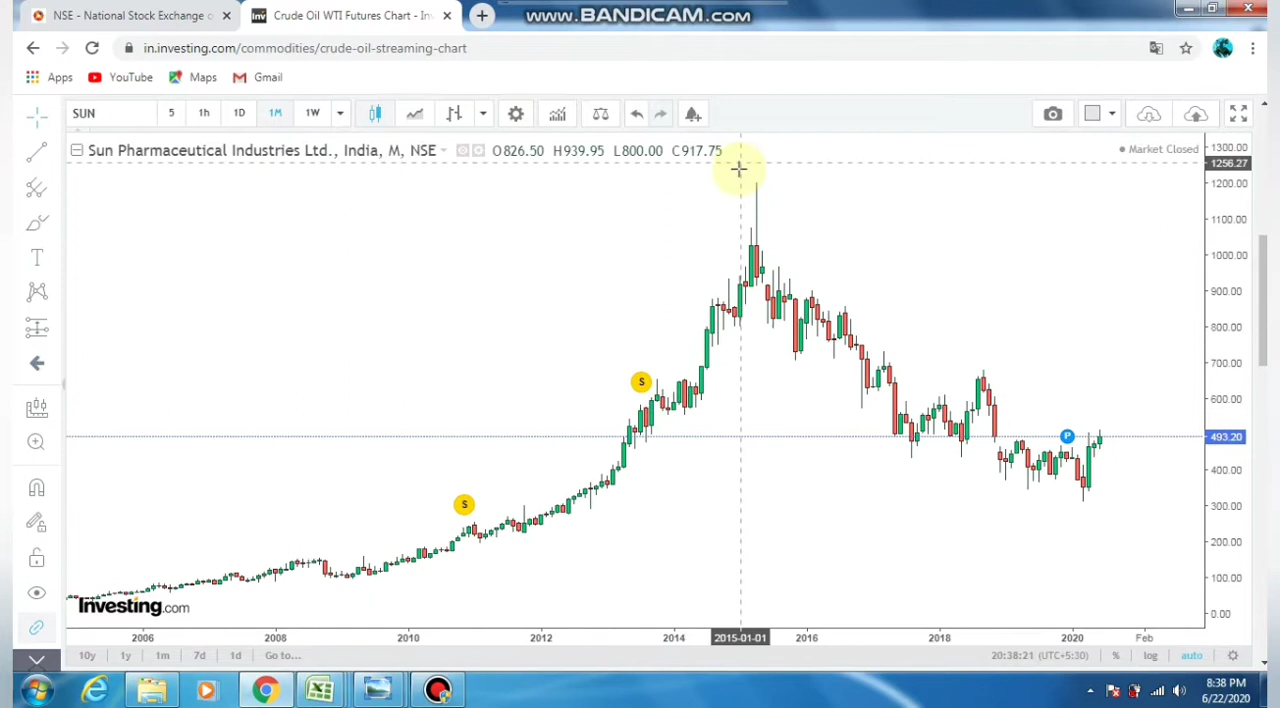 NSE - National Stock Exchange o
Crude Oil WTI Futures Chart - Inv
www.BANDICAM.com
in.investing.com/commodities/crude-oil-streaming-chart
Apps YouTube Maps Gmail
SUN 5 1h 1D 1M 1W
Sun Pharmaceutical Industries Ltd., India, M, NSE O826.50 H939.95 L800.00 C917.75
Market Closed
1300.00
1256.27
1200.00
1100.00
1000.00
900.00
800.00
700.00
600.00
493.20
400.00
300.00
200.00
100.00
0.00
S
P
S
Investing.com
2006 2008 2010 2012 2014 2015-01-01 2016 2018 2020 Feb
10y 1y 1m 7d 1d Go to... 20:38:21 (UTC+5:30) % log auto
8:38 PM
6/22/2020